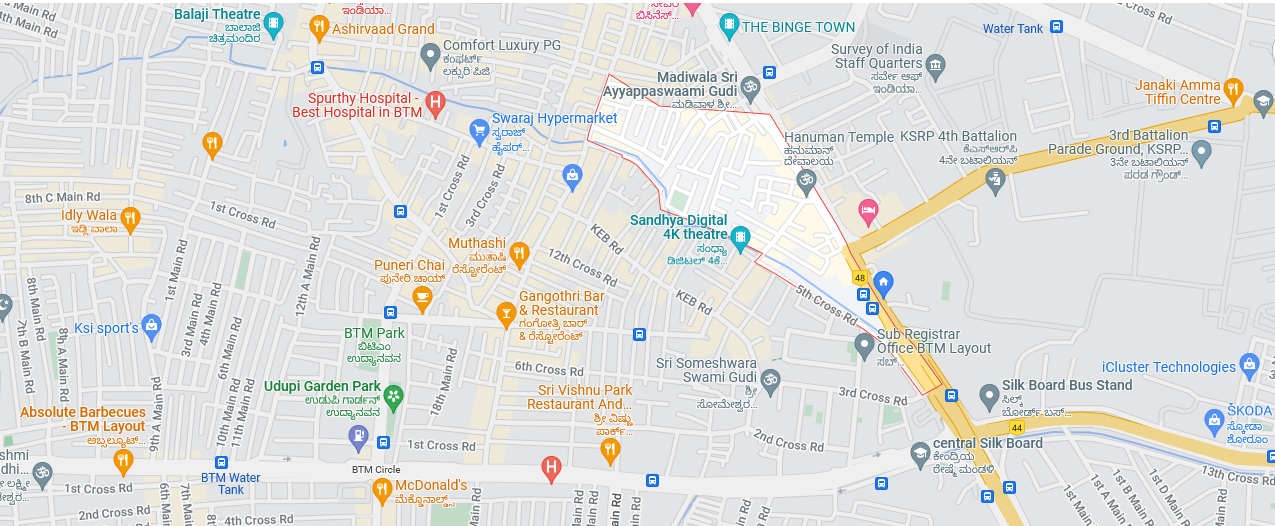 Balaji Theatre
ಬಾಲಾಜಿ
ಚಿತ್ರಮಂದಿರ
ಇಂಡಿಯಾ...
Ashirvaad Grand
Comfort Luxury PG
ಕಂಫರ್ಟ್
ಲಕ್ಸುರಿ ಪಿಜಿ
ಬಿಸಿನೆಸ್...
THE BINGE TOWN
Water Tank
Cross Rd
Survey of India
Staff Quarters
ಸರ್ವೇ ಆಫ್
ಇಂಡಿಯಾ...
Madiwala Sri
Ayyappaswaami Gudi
ಮಡಿವಾಳ ಶ್ರೀ...
Janaki Amma
Tiffin Centre
Spurthy Hospital -
Best Hospital in BTM
Swaraj Hypermarket
ಸ್ವರಾಜ್
ಹೈಪರ್...
Hanuman Temple
ಹನುಮಾನ್
ದೇವಾಲಯ
KSRP 4th Battalion
ಕೆಎಸ್ಆರ್‌ಪಿ
4ನೇ ಬಟಾಲಿಯನ್
3rd Battalion
Parade Ground, KSRP...
3ನೇ ಬಟಾಲಿಯನ್
ಪರಡ ಗ್ರೌಂಡ್...
8th C Main Rd
1st Cross Rd
1st Cross Rd
3rd Cross Rd
Idly Wala
ಇಡ್ಲಿ ವಾಲಾ
Sandhya Digital
4K theatre
ಸಂಧ್ಯಾ
ಡಿಜಿಟಲ್ 4ಕೆ...
KEB Rd
Muthashi
ಮುತಾಷಿ
ರೆಸ್ಟೋರೆಂಟ್
12th Cross Rd
Puneri Chai
ಪುನೇರಿ ಚಾಯ್
1st Main Rd
12th A Main Rd
48
KEB Rd
5th Cross Rd
Gangothri Bar
& Restaurant
ಗಂಗೋತ್ರಿ ಬಾರ್
& ರೆಸ್ಟೋರೆಂಟ್
8th Main Rd
7th B Main Rd
8th A Main Rd
Ksi sport's
3rd Main Rd
4th Main Rd
6th Main Rd
BTM Park
ಬಿಟಿಎಂ
ಉದ್ಯಾನವನ
Sub Registrar
Office BTM Layout
ಸಬ್...
Sri Someshwara
Swami Gudi
ಶ್ರೀ
ಸೋಮೇಶ್ವರ...
6th Cross Rd
iCluster Technologies
Udupi Garden Park
ಉಡುಪಿ ಗಾರ್ಡನ್
ಉದ್ಯಾನವನ
18th Main Rd
Sri Vishnu Park
Restaurant And...
ಶ್ರೀ ವಿಷ್ಣು
ಪಾರ್ಕ್...
3rd Cross Rd
Silk Board Bus Stand
ಸಿಲ್ಕ್
ಬೋರ್ಡ್ ಬಸ್...
Absolute Barbecues
- BTM Layout
ಅಬ್ಸಲ್ಯೂಟ್...
9th A Main Rd
10th Main Rd
11th Main Rd
44
ŠKODA
ಸ್ಕೋಡಾ
ಶೋರೂಂ
1st Cross Rd
2nd Cross Rd
central Silk Board
ಕೇಂದ್ರಿಯ
ರೇಷ್ಮೆ ಮಂಡಳಿ
BTM Circle
BTM Water
Tank
McDonald's
ಮೆಕ್ಡೊನಾಲ್ಡ್ಸ್
1st Cross Rd
2nd Cross Rd
4th Cross Rd
6th Main
7th Main
Main Rd
13th Cross Rd
1st Main Rd
1st A Main Rd
1st B Main Rd
1st D Main